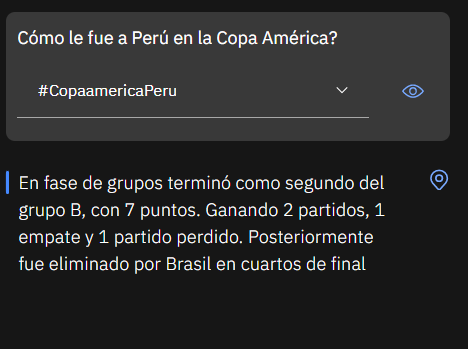 Cómo le fue a Perú en la Copa América?
#CopaamericaPeru
En fase de grupos terminó como segundo del
grupo B, con 7 puntos. Ganando 2 partidos, 1
empate y 1 partido perdido. Posteriormente
fue eliminado por Brasil en cuartos de final